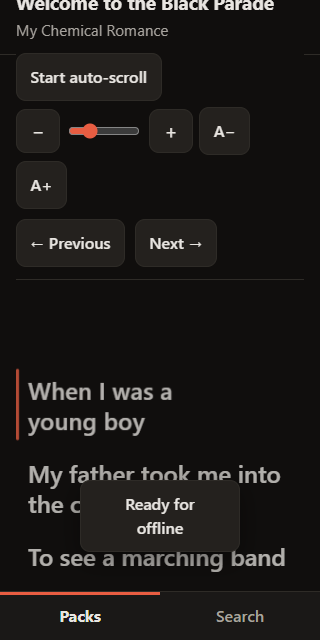 Welcome to the Black Parade
My Chemical Romance
Start auto-scroll
− + A−
A+
← Previous Next →
When I was a
young boy
My father took me into
the
Ready for
offline
To see a marching band
Packs Search